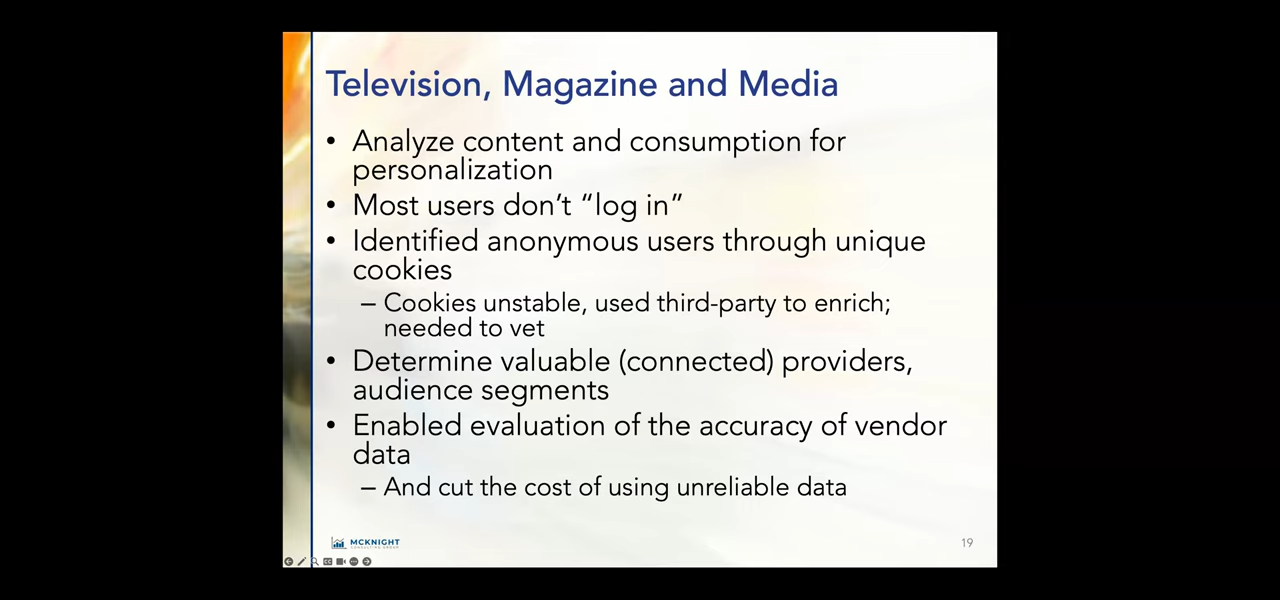 Television, Magazine and Media
• Analyze content and consumption for
personalization
• Most users don’t “log in”
• Identified anonymous users through unique
cookies
– Cookies unstable, used third-party to enrich;
needed to vet
• Determine valuable (connected) providers,
audience segments
• Enabled evaluation of the accuracy of vendor
data
– And cut the cost of using unreliable data
MCKNIGHT
CONSULTING GROUP
19